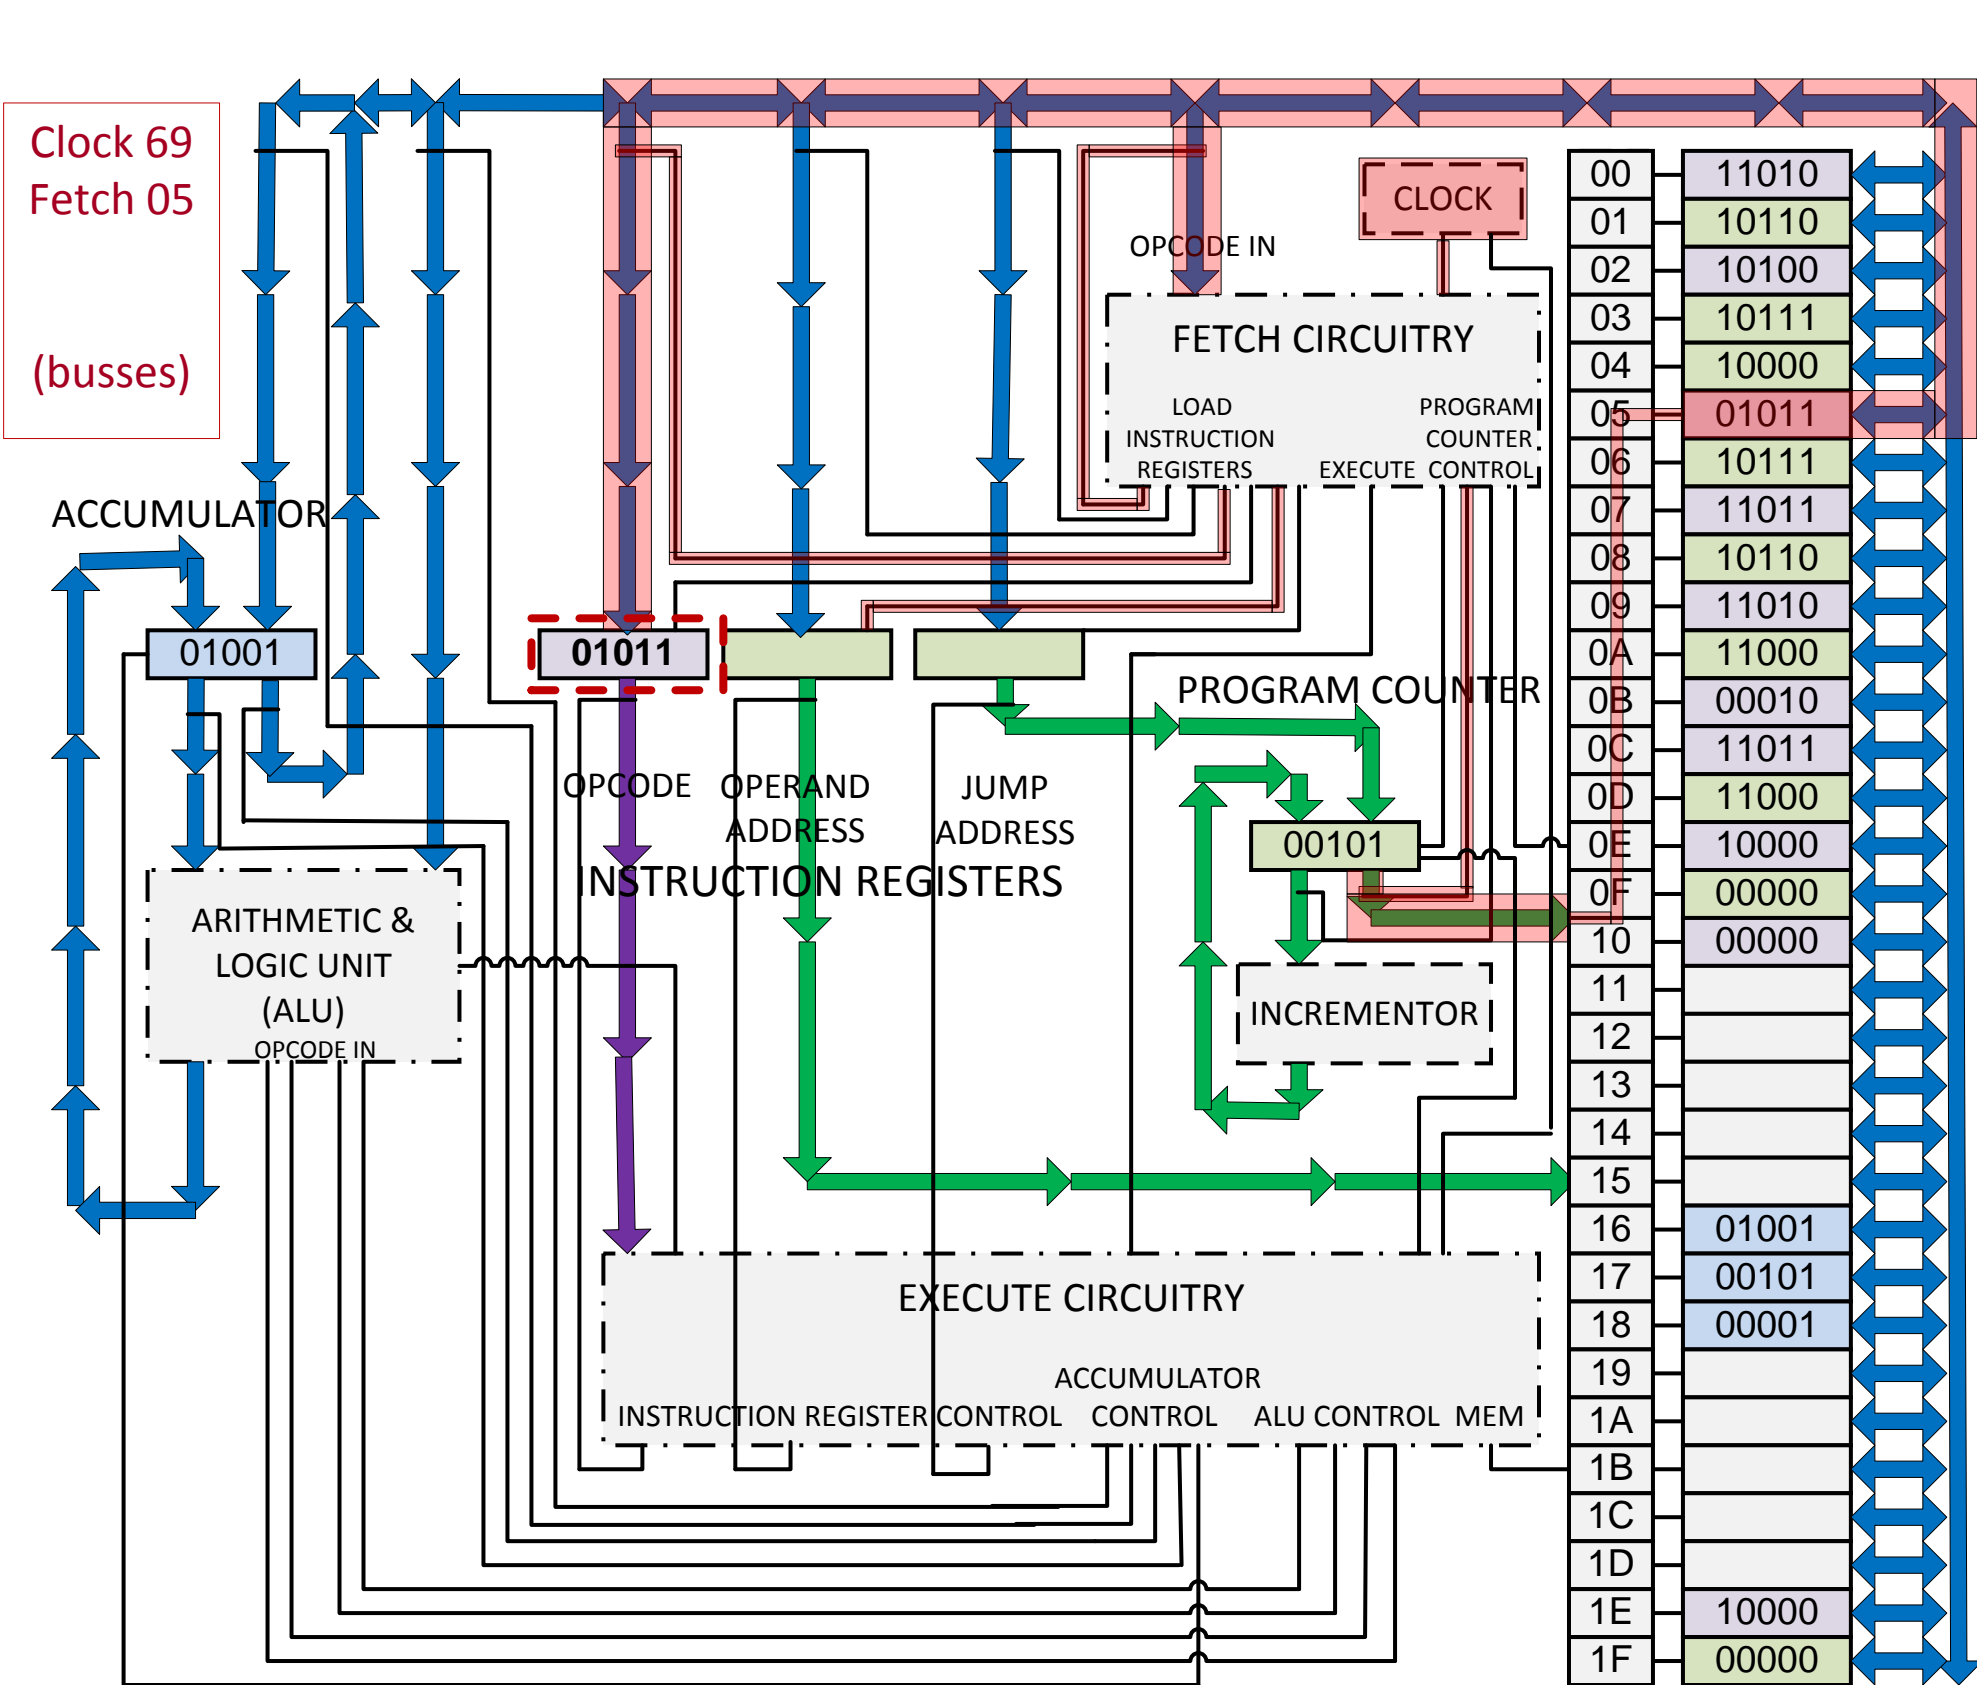 Clock 69
Fetch 05
(busses)
CLOCK
OPCODE IN
FETCH CIRCUITRY
LOAD
INSTRUCTION
REGISTERS
EXECUTE
PROGRAM
COUNTER
CONTROL
ACCUMULATOR
01001
01011
PROGRAM COUNTER
00101
OPCODE
OPERAND
ADDRESS
JUMP
ADDRESS
INSTRUCTION REGISTERS
ARITHMETIC &
LOGIC UNIT
(ALU)
OPCODE IN
INCREMENTOR
EXECUTE CIRCUITRY
INSTRUCTION REGISTER CONTROL
ACCUMULATOR
CONTROL
ALU CONTROL
MEM
00 11010
01 10110
02 10100
03 10111
04 10000
05 01011
06 10111
07 11011
08 10110
09 11010
0A 11000
0B 00010
0C 11011
0D 11000
0E 10000
0F 00000
10 00000
11
12
13
14
15
16 01001
17 00101
18 00001
19
1A
1B
1C
1D
1E 10000
1F 00000